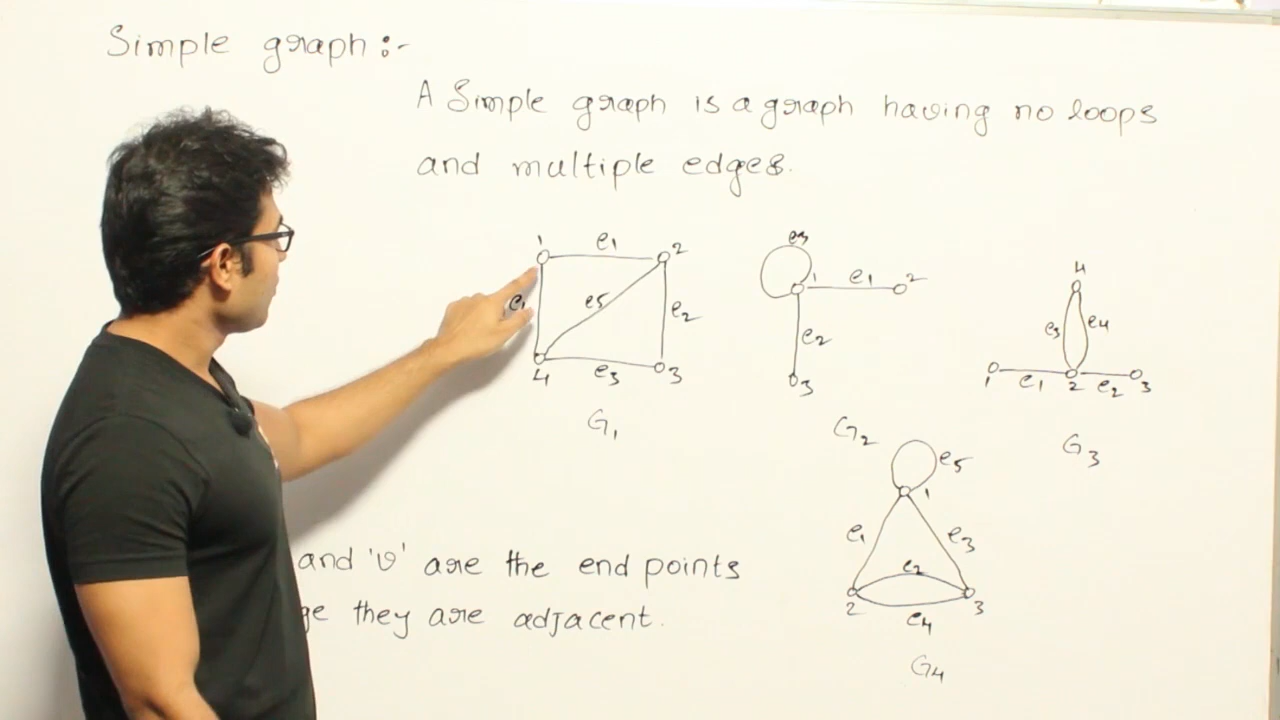 Simple graph :-
A Simple graph is a graph having no loops
and multiple edges.
1 e1 2
e1 e5 e2
4 e3 3
G1
e3
1 e1 2
e2
3
G2
4
e3 e4
1 e1 2 e2 3
G3
e5
1
e1 e3
e2
2 3
e4
G4
and 'v' are the end points
they are adjacent.